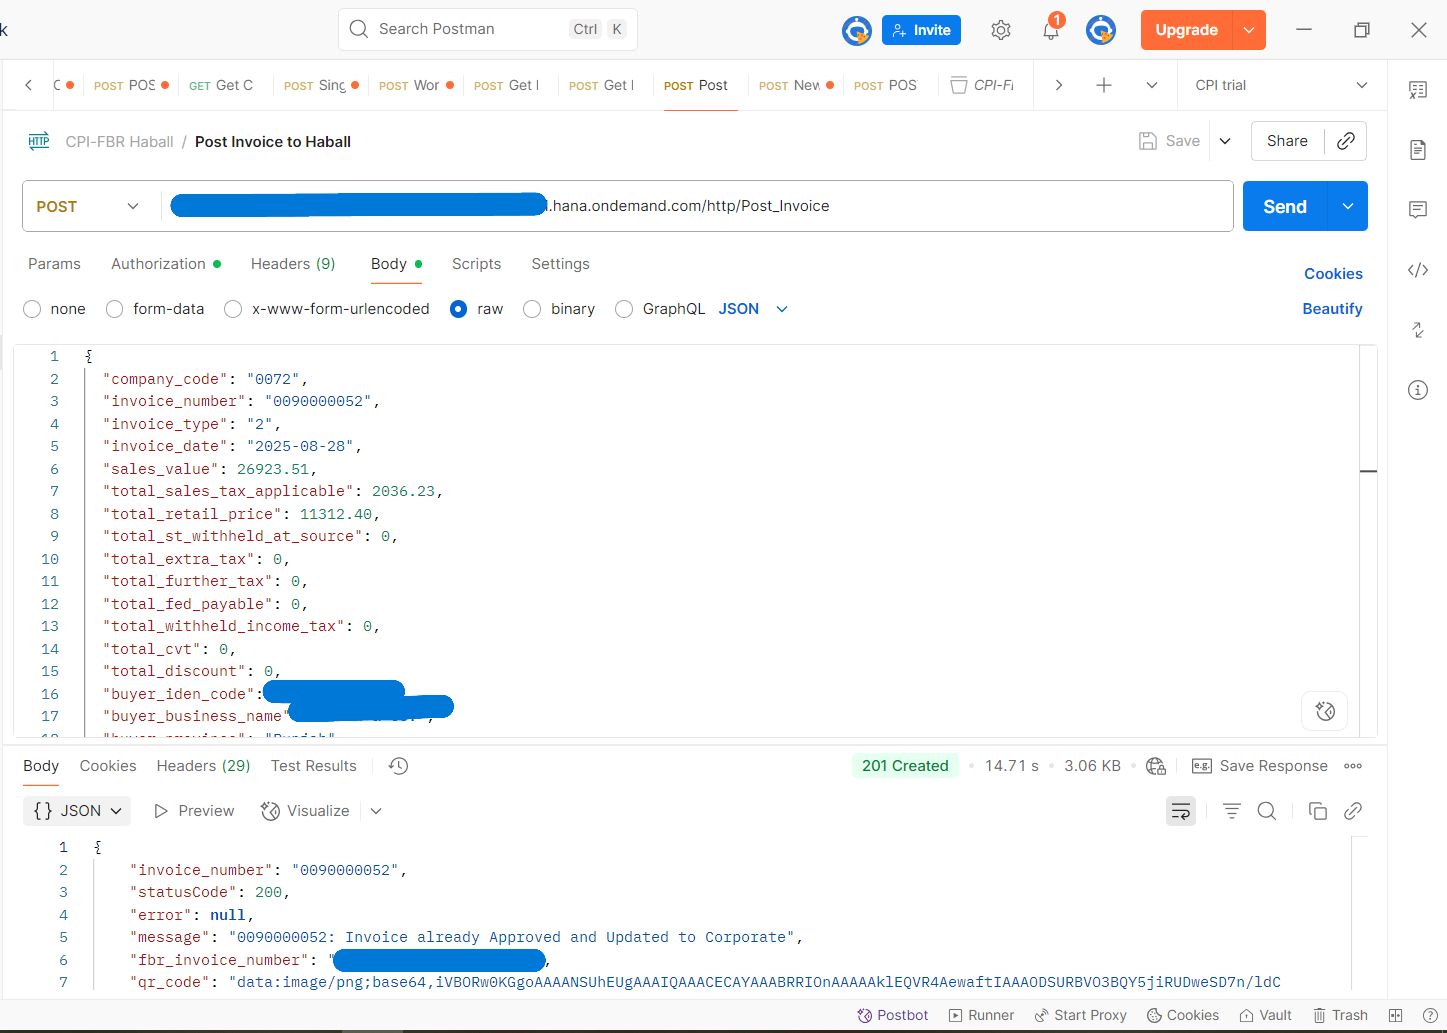 k
Search Postman Ctrl K Invite 1 Upgrade
POST POS GET Get C POST Sing POST Wor POST Get I POST Get I POST Post POST New POST POS CPI-FI CPI trial
HTTP CPI-FBR Haball / Post Invoice to Haball Save Share
POST .hana.ondemand.com/http/Post_Invoice Send
Params Authorization Headers (9) Body Scripts Settings Cookies
none form-data x-www-form-urlencoded raw binary GraphQL JSON Beautify
1 {
2 "company_code": "0072",
3 "invoice_number": "0090000052",
4 "invoice_type": "2",
5 "invoice_date": "2025-08-28",
6 "sales_value": 26923.51,
7 "total_sales_tax_applicable": 2036.23,
8 "total_retail_price": 11312.40,
9 "total_st_withheld_at_source": 0,
10 "total_extra_tax": 0,
11 "total_further_tax": 0,
12 "total_fed_payable": 0,
13 "total_withheld_income_tax": 0,
14 "total_cvt": 0,
15 "total_discount": 0,
16 "buyer_iden_code":
17 "buyer_business_name" ,
Body Cookies Headers (29) Test Results 201 Created 14.71 s 3.06 KB e.g. Save Response
{} JSON Preview Visualize
1 {
2 "invoice_number": "0090000052",
3 "statusCode": 200,
4 "error": null,
5 "message": "0090000052: Invoice already Approved and Updated to Corporate",
6 "fbr_invoice_number": " ,
7 "qr_code": "data:image/png;base64,iVBORw0KGgoAAAANSUhEUgAAAIQAAACECAYAAABRRIOnAAAAAklEQVR4AewaftIAAAODSURBVO3BQY5jiRUDweSD7n/ldC
Postbot Runner Start Proxy Cookies Vault Trash